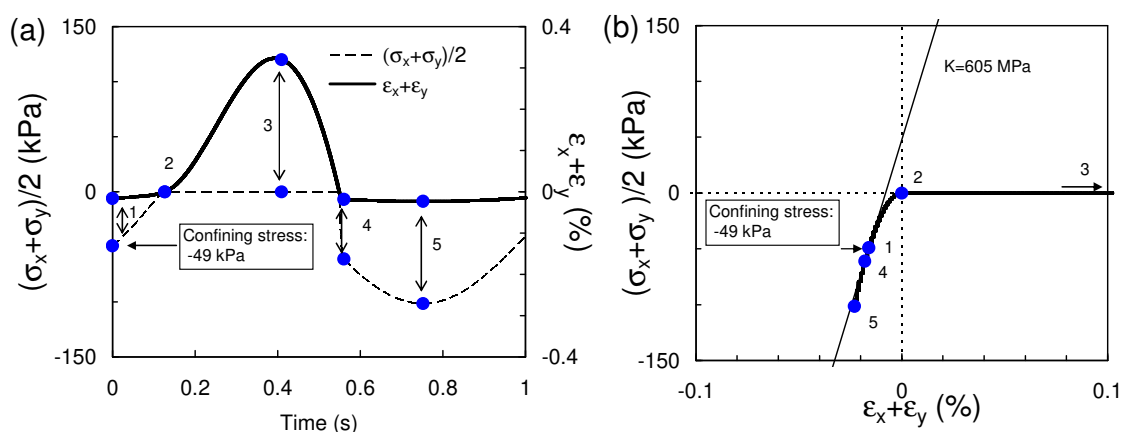 (a)
150
0
-150
(σx+σy)/2 (kPa)
0.4
0
-0.4
εx+εy (%)
(σx+σy)/2
εx+εy
1
2
3
4
5
Confining stress:
-49 kPa
0 0.2 0.4 0.6 0.8 1
Time (s)
(b)
150
0
-150
(σx+σy)/2 (kPa)
K=605 MPa
2
3
Confining stress:
-49 kPa
1
4
5
-0.1 0 0.1
εx+εy (%)